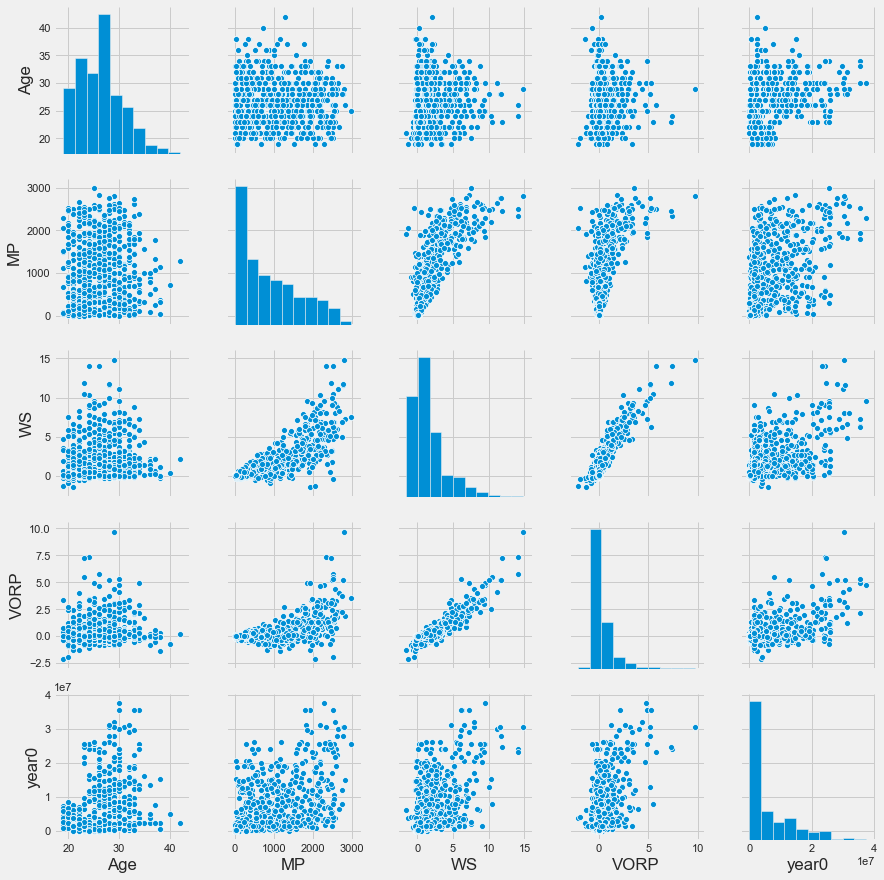 40
35
30
25
20
Age
3000
2000
1000
0
MP
15
10
5
0
WS
10.0
7.5
5.0
2.5
0.0
−2.5
VORP
1e7
4
3
2
1
0
year0
20 30 40
0 1000 2000 3000
0 5 10 15
0 5 10
0 2 4
1e7
Age MP WS VORP year0